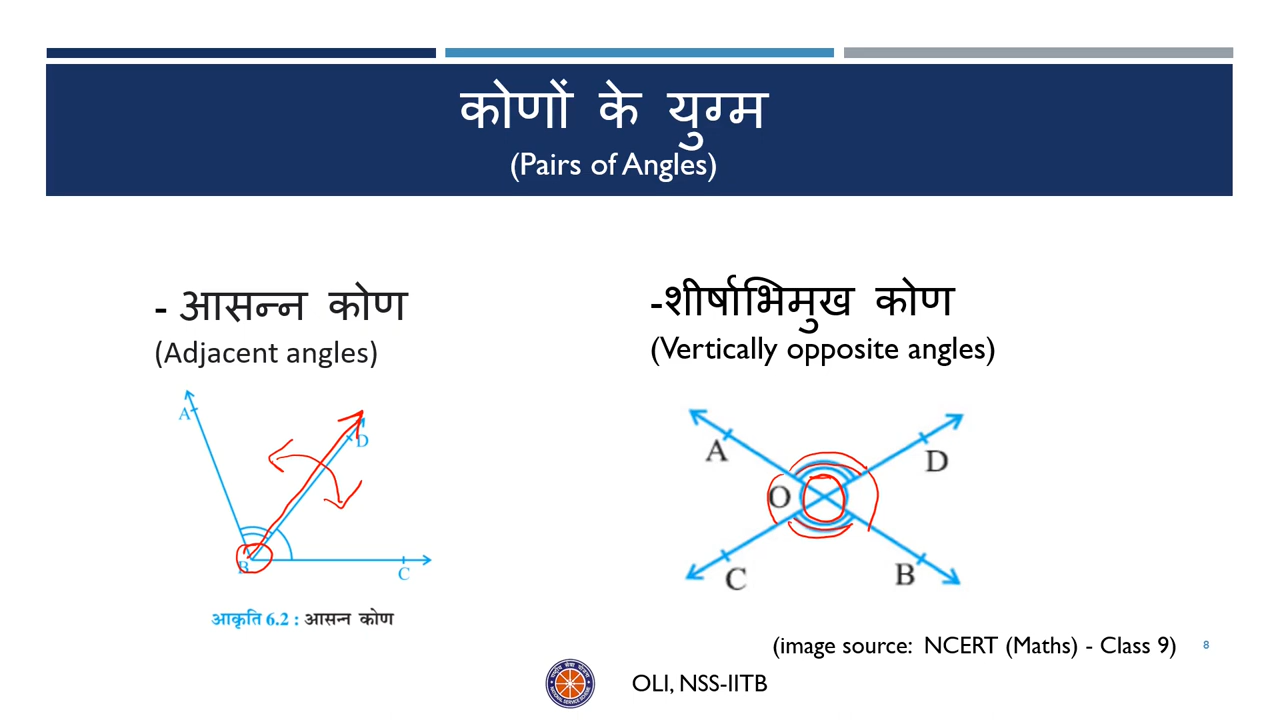 कोणों के युग्म
(Pairs of Angles)
- आसन्न कोण
(Adjacent angles)
-शीर्षाभिमुख कोण
(Vertically opposite angles)
A
D
B
C
आकृति 6.2 : आसन्न कोण
A
D
O
C
B
(image source: NCERT (Maths) - Class 9)
8
OLI, NSS-IITB